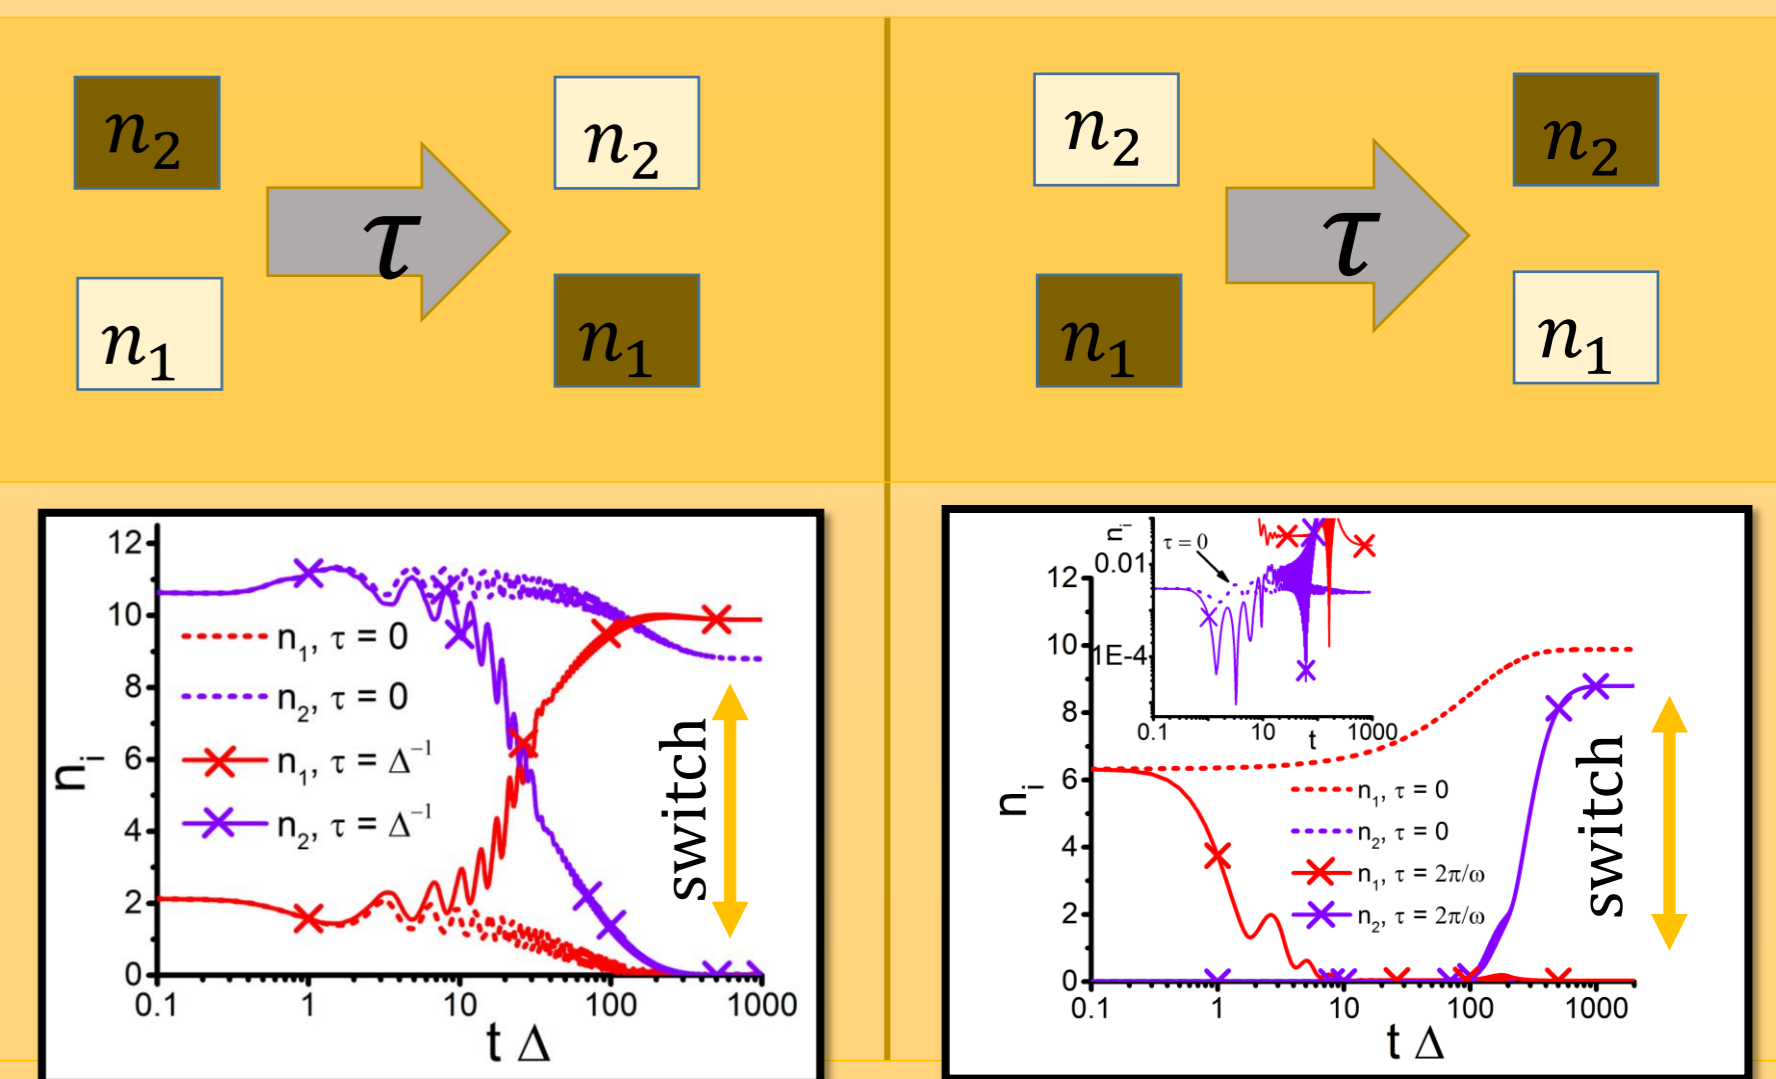 n₂
n₂
τ
n₁
n₁
n₂
n₂
τ
n₁
n₁
12
10
8
6
4
2
0
nᵢ
n₁, τ = 0
n₂, τ = 0
n₁, τ = Δ⁻¹
n₂, τ = Δ⁻¹
switch
0.1 1 10 100 1000
t Δ
nᵢ
τ = 0
0.01
1E-4
0.1 10 1000
t
12
10
8
6
4
2
0
nᵢ
n₁, τ = 0
n₂, τ = 0
n₁, τ = 2π/ω
n₂, τ = 2π/ω
switch
0.1 1 10 100 1000
t Δ